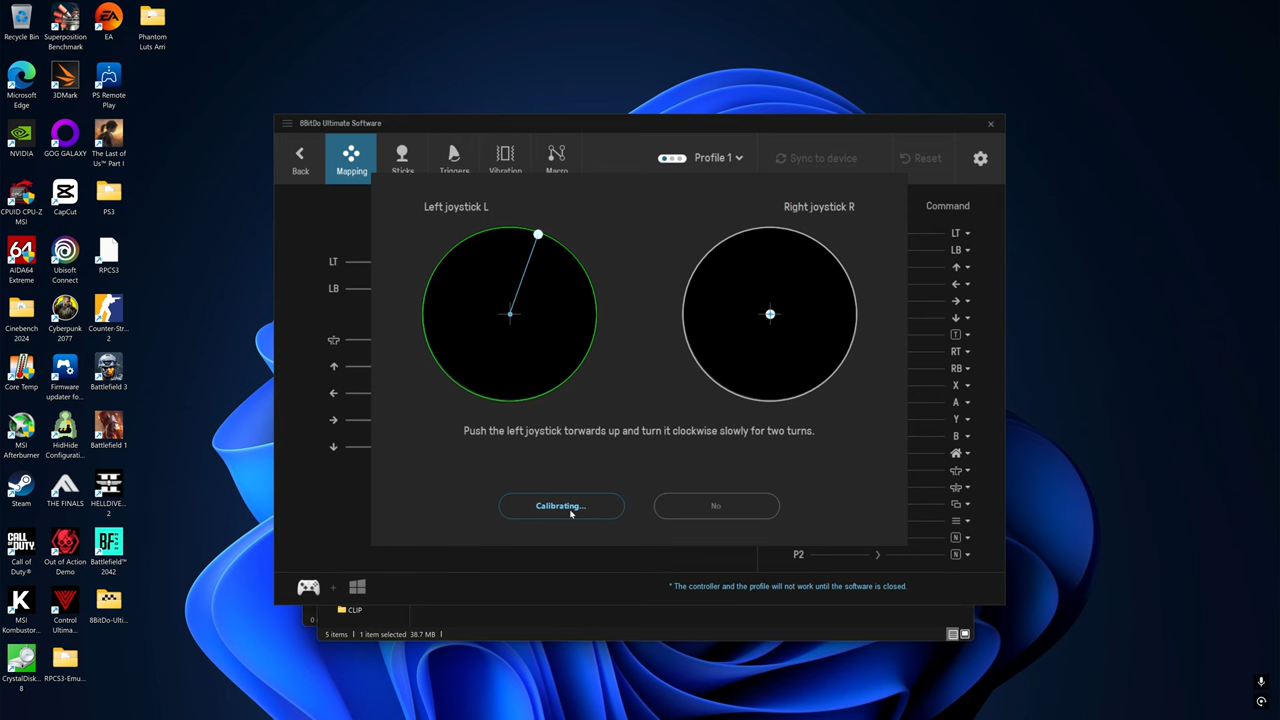 Recycle Bin
Superposition
Benchmark
EA
Phantom
Luts Arri
Microsoft
Edge
3DMark
PS Remote
Play
NVIDIA
GOG GALAXY
The Last of
Us™ Part I
CPUID CPU-Z
MSI
CapCut
PS3
AIDA64
Extreme
Ubisoft
Connect
RPCS3
Cinebench
2024
Cyberpunk
2077
Counter-Str...
2
Core Temp
Firmware
updater fo...
Battlefield 3
MSI
Afterburner
HidHide
Configurati...
Battlefield 1
Steam
THE FINALS
HELLDIVE...
2
Call of
Duty®
Out of Action
Demo
Battlefield™
2042
MSI
Kombustor...
Control
Ultima...
8BitDo-Ulti...
CrystalDisk...
8
RPCS3-Emu...
8BitDo Ultimate Software
Back
Mapping
Sticks
Triggers
Vibration
Macro
Profile 1
Sync to device
Reset
Left joystick L
Right joystick R
Command
LT
LB
LT
LB
T
RT
RB
X
A
Y
B
N
N
P2
Push the left joystick torwards up and turn it clockwise slowly for two turns.
Calibrating...
No
* The controller and the profile will not work until the software is closed.
CLIP
5 items
1 item selected 38.7 MB